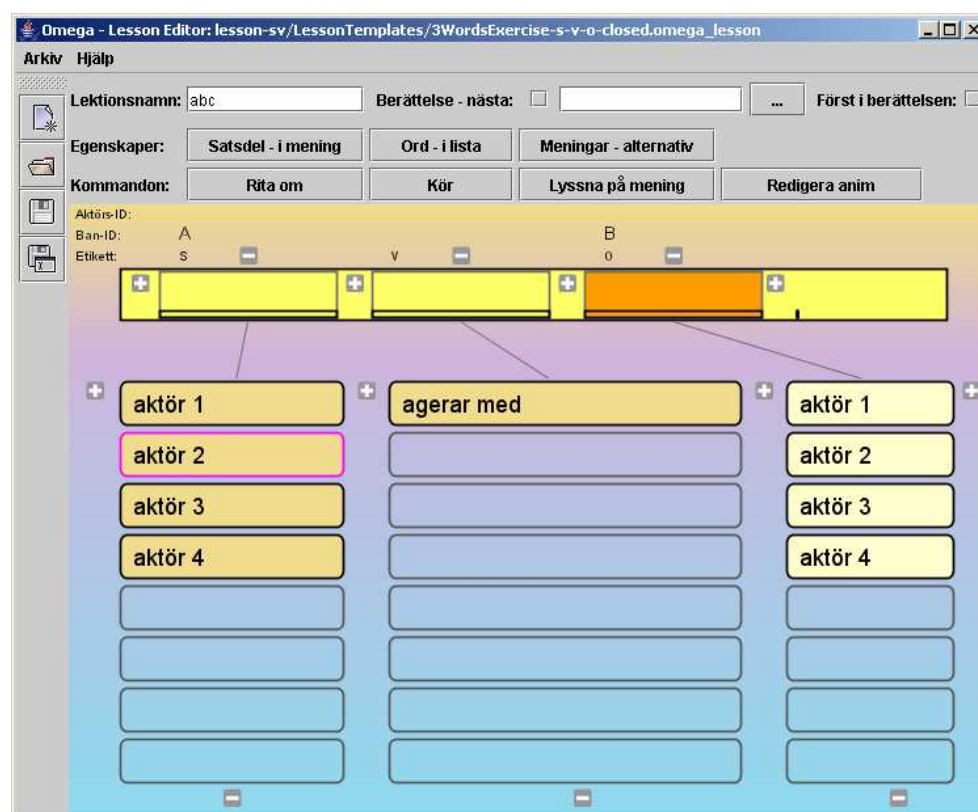 Omega - Lesson Editor: lesson-sv/LessonTemplates/3WordsExercise-s-v-o-closed.omega_lesson
Arkiv Hjälp
Lektionsnamn: abc Berättelse - nästa: ... Först i berättelsen:
Egenskaper: Satsdel - i mening Ord - i lista Meningar - alternativ
Kommandon: Rita om Kör Lyssna på mening Redigera anim
Aktörs-ID:
Ban-ID: A B
Etikett: S V O
aktör 1 agerar med aktör 1
aktör 2 aktör 2
aktör 3 aktör 3
aktör 4 aktör 4